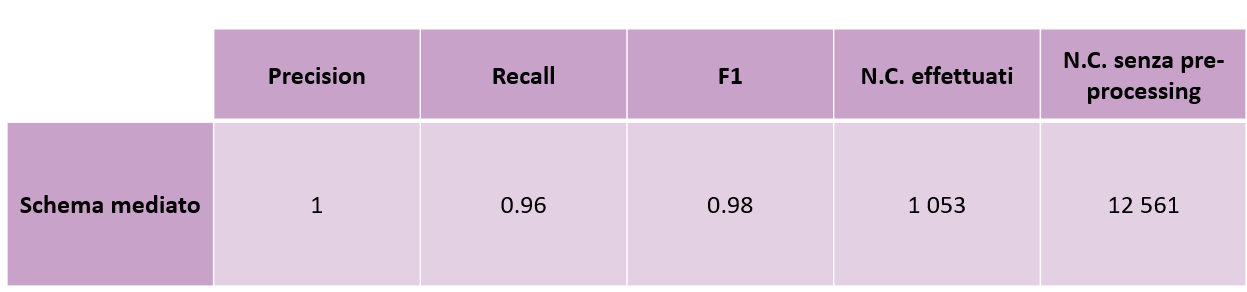 Precision
Recall
F1
N.C. effettuati
N.C. senza pre-
processing
Schema mediato
1
0.96
0.98
1 053
12 561